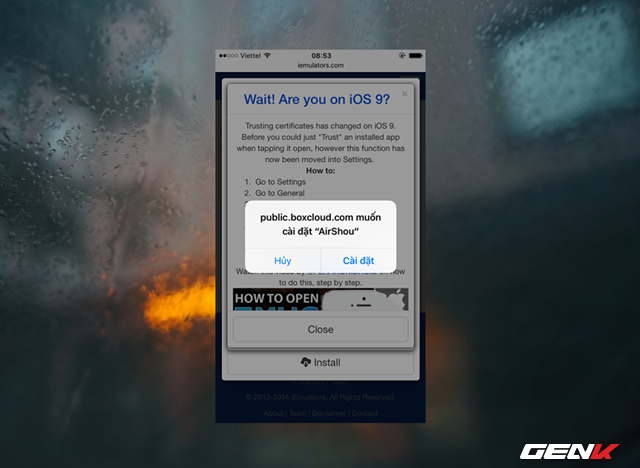 Viettel
08:53
iemulators.com
Wait! Are you on iOS 9?
×
Trusting certificates has changed on iOS 9.
Before you could just "Trust" an installed app
when tapping it open, however this function has
now been moved into Settings.
How to:
1. Go to Settings
2. Go to General
public.boxcloud.com muốn
cài đặt “AirShou”
Hủy
Cài đặt
to do this, step by step.
HOW TO OPEN
Close
Install
© 2013-2014 iEmulators. All Rights Reserved.
About | Team | Disclaimer | Contact
GENK